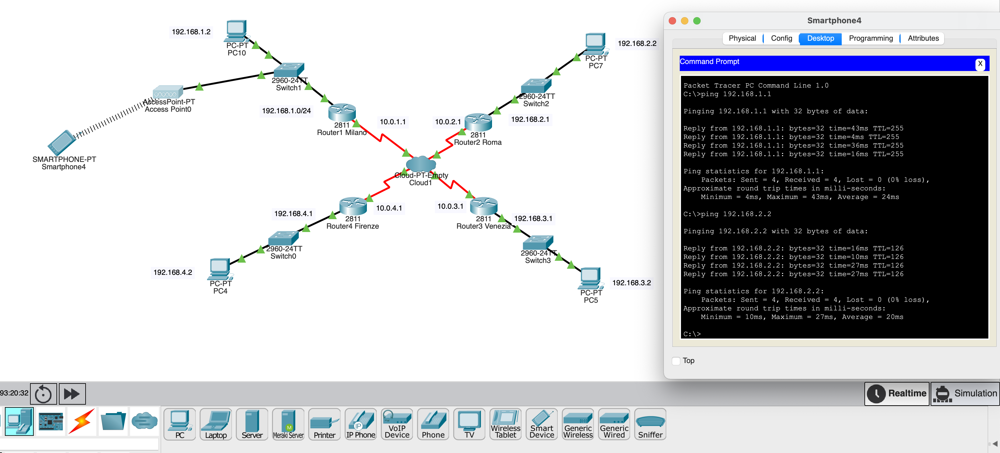 192.168.1.2
PC-PT
PC10
2960-24TT
Switch1
AccessPoint-PT
Access Point0
SMARTPHONE-PT
Smartphone4
192.168.1.0/24
2811
Router1 Milano
10.0.1.1
10.0.2.1
2811
Router2 Roma
192.168.2.1
2960-24TT
Switch2
PC-PT
PC7
192.168.2.2
Cloud-PT-Empty
Cloud1
192.168.4.1
2811
Router4 Firenze
10.0.4.1
10.0.3.1
2811
Router3 Venezia
192.168.3.1
2960-24TT
Switch0
192.168.4.2
PC-PT
PC4
2960-24TT
Switch3
PC-PT
PC5
192.168.3.2
Smartphone4
Physical Config Desktop Programming Attributes
Command Prompt
X
Packet Tracer PC Command Line 1.0
C:\>ping 192.168.1.1
Pinging 192.168.1.1 with 32 bytes of data:
Reply from 192.168.1.1: bytes=32 time=43ms TTL=255
Reply from 192.168.1.1: bytes=32 time=4ms TTL=255
Reply from 192.168.1.1: bytes=32 time=36ms TTL=255
Reply from 192.168.1.1: bytes=32 time=16ms TTL=255
Ping statistics for 192.168.1.1:
Packets: Sent = 4, Received = 4, Lost = 0 (0% loss),
Approximate round trip times in milli-seconds:
Minimum = 4ms, Maximum = 43ms, Average = 24ms
C:\>ping 192.168.2.2
Pinging 192.168.2.2 with 32 bytes of data:
Reply from 192.168.2.2: bytes=32 time=16ms TTL=126
Reply from 192.168.2.2: bytes=32 time=10ms TTL=126
Reply from 192.168.2.2: bytes=32 time=27ms TTL=126
Reply from 192.168.2.2: bytes=32 time=27ms TTL=126
Ping statistics for 192.168.2.2:
Packets: Sent = 4, Received = 4, Lost = 0 (0% loss),
Approximate round trip times in milli-seconds:
Minimum = 10ms, Maximum = 27ms, Average = 20ms
C:\>
Top
93:20:32
Realtime
Simulation
PC
Laptop
Server
M
Meraki Server
Printer
IP
IP Phone
VoIP
Device
Phone
TV
Wireless
Tablet
Smart
Device
Generic
Wireless
Generic
Wired
Sniffer